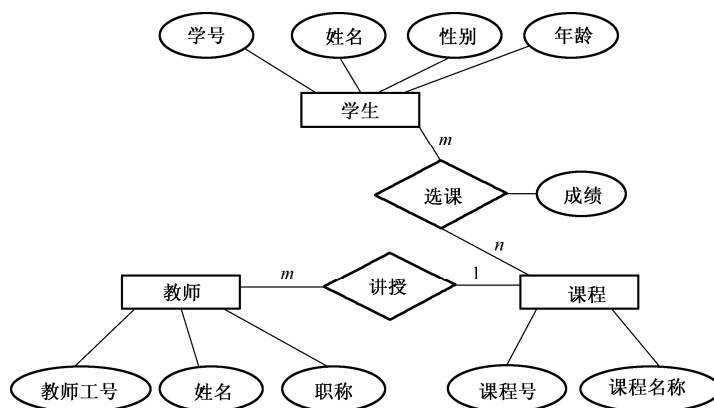 学号 姓名 性别 年龄
学生
m
选课 成绩
n
教师 m 讲授 1 课程
教师工号 姓名 职称 课程号 课程名称